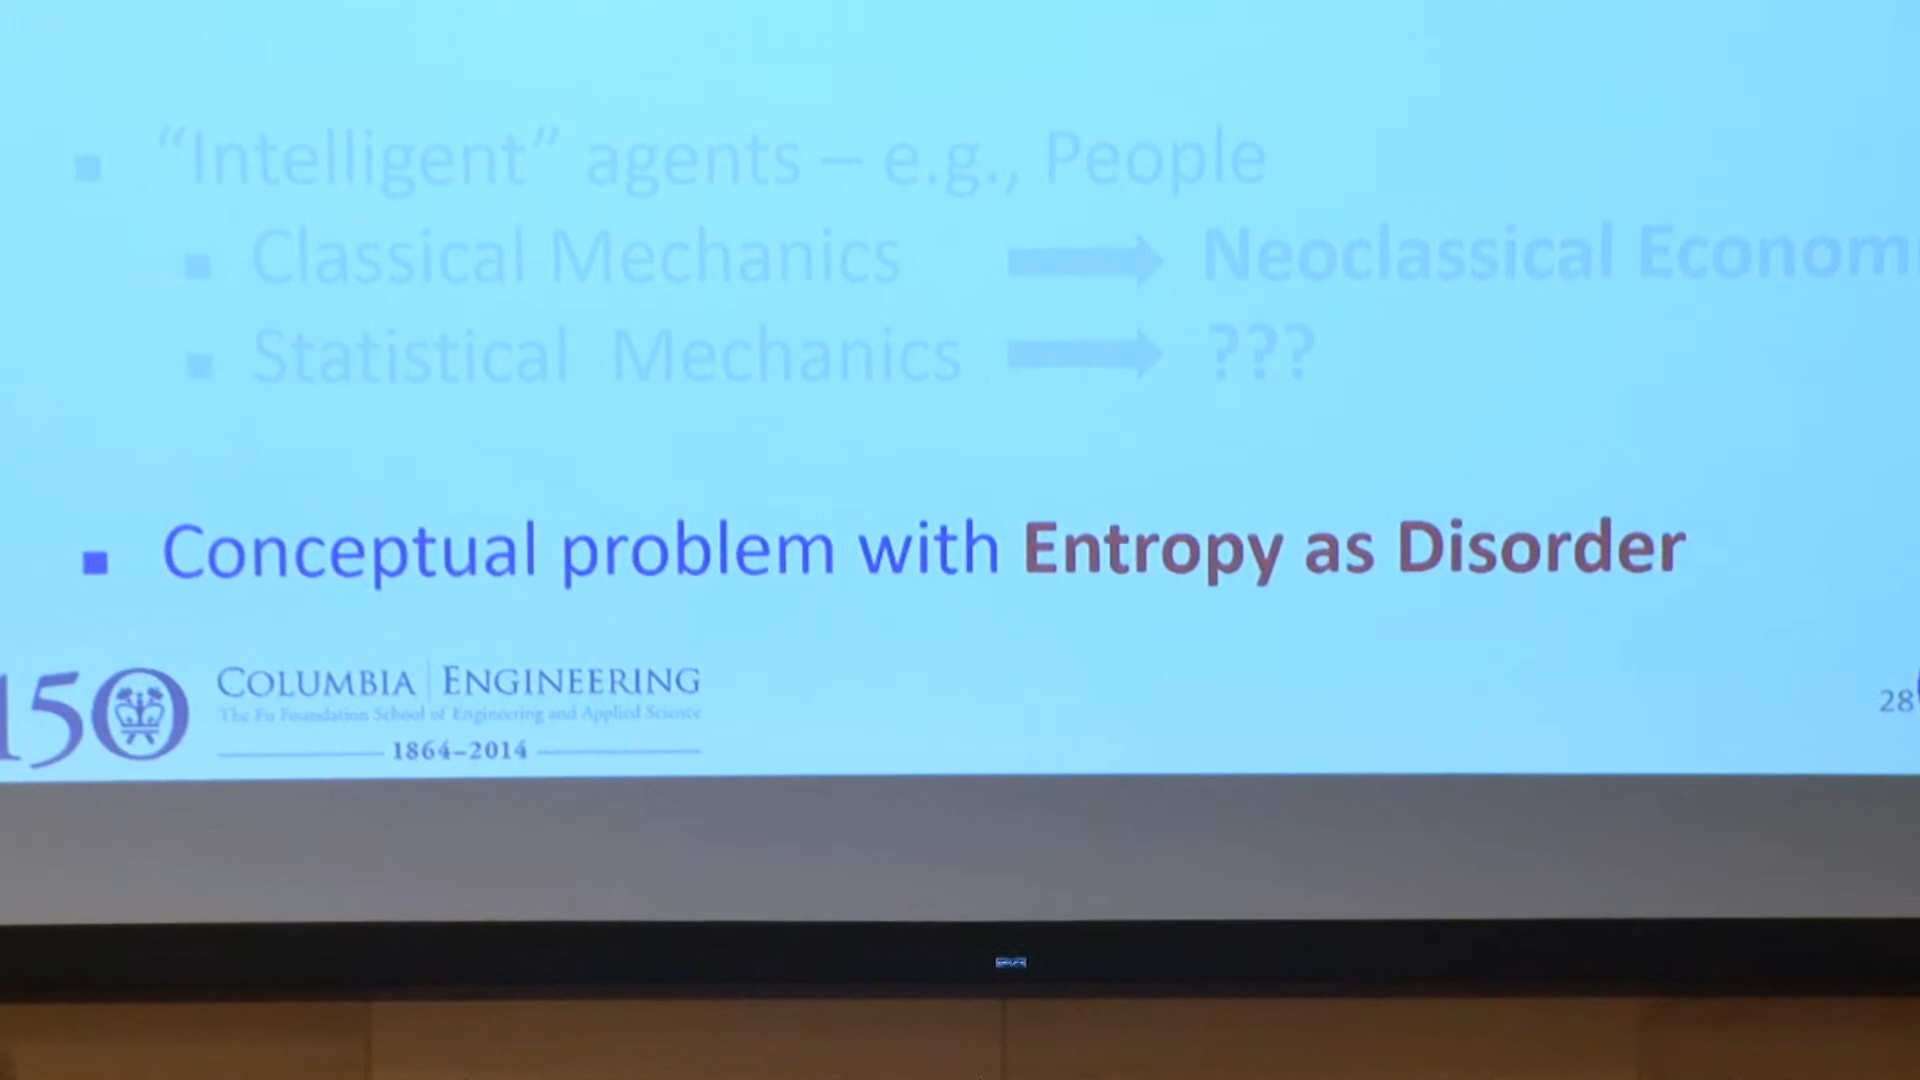 “Intelligent” agents – e.g., People
Classical Mechanics Neoclassical Econom
Statistical Mechanics ???
Conceptual problem with Entropy as Disorder
150 COLUMBIA ENGINEERING
The Fu Foundation School of Engineering and Applied Science
1864–2014
28